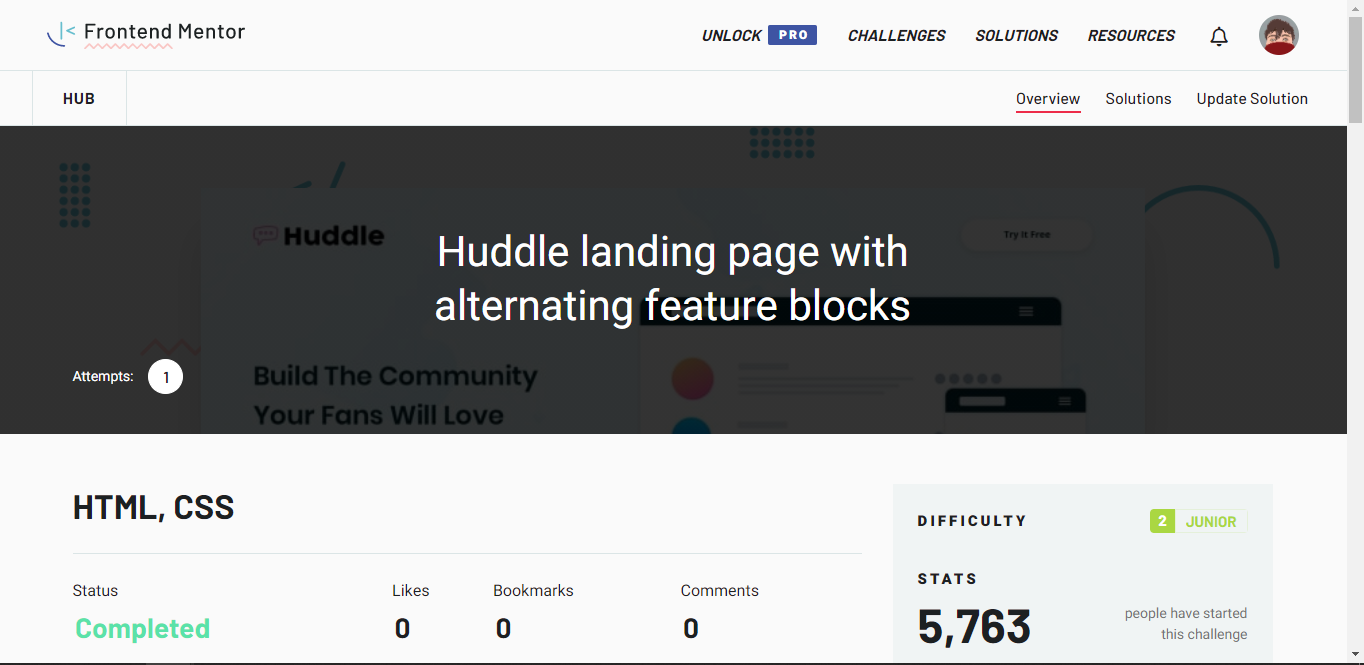 Frontend Mentor
UNLOCK PRO CHALLENGES SOLUTIONS RESOURCES
HUB
Overview Solutions Update Solution
Huddle
Try It Free
Huddle landing page with
alternating feature blocks
Build The Community
Your Fans Will Love
Attempts: 1
HTML, CSS
Status Likes Bookmarks Comments
Completed 0 0 0
DIFFICULTY 2 JUNIOR
STATS
5,763 people have started
this challenge